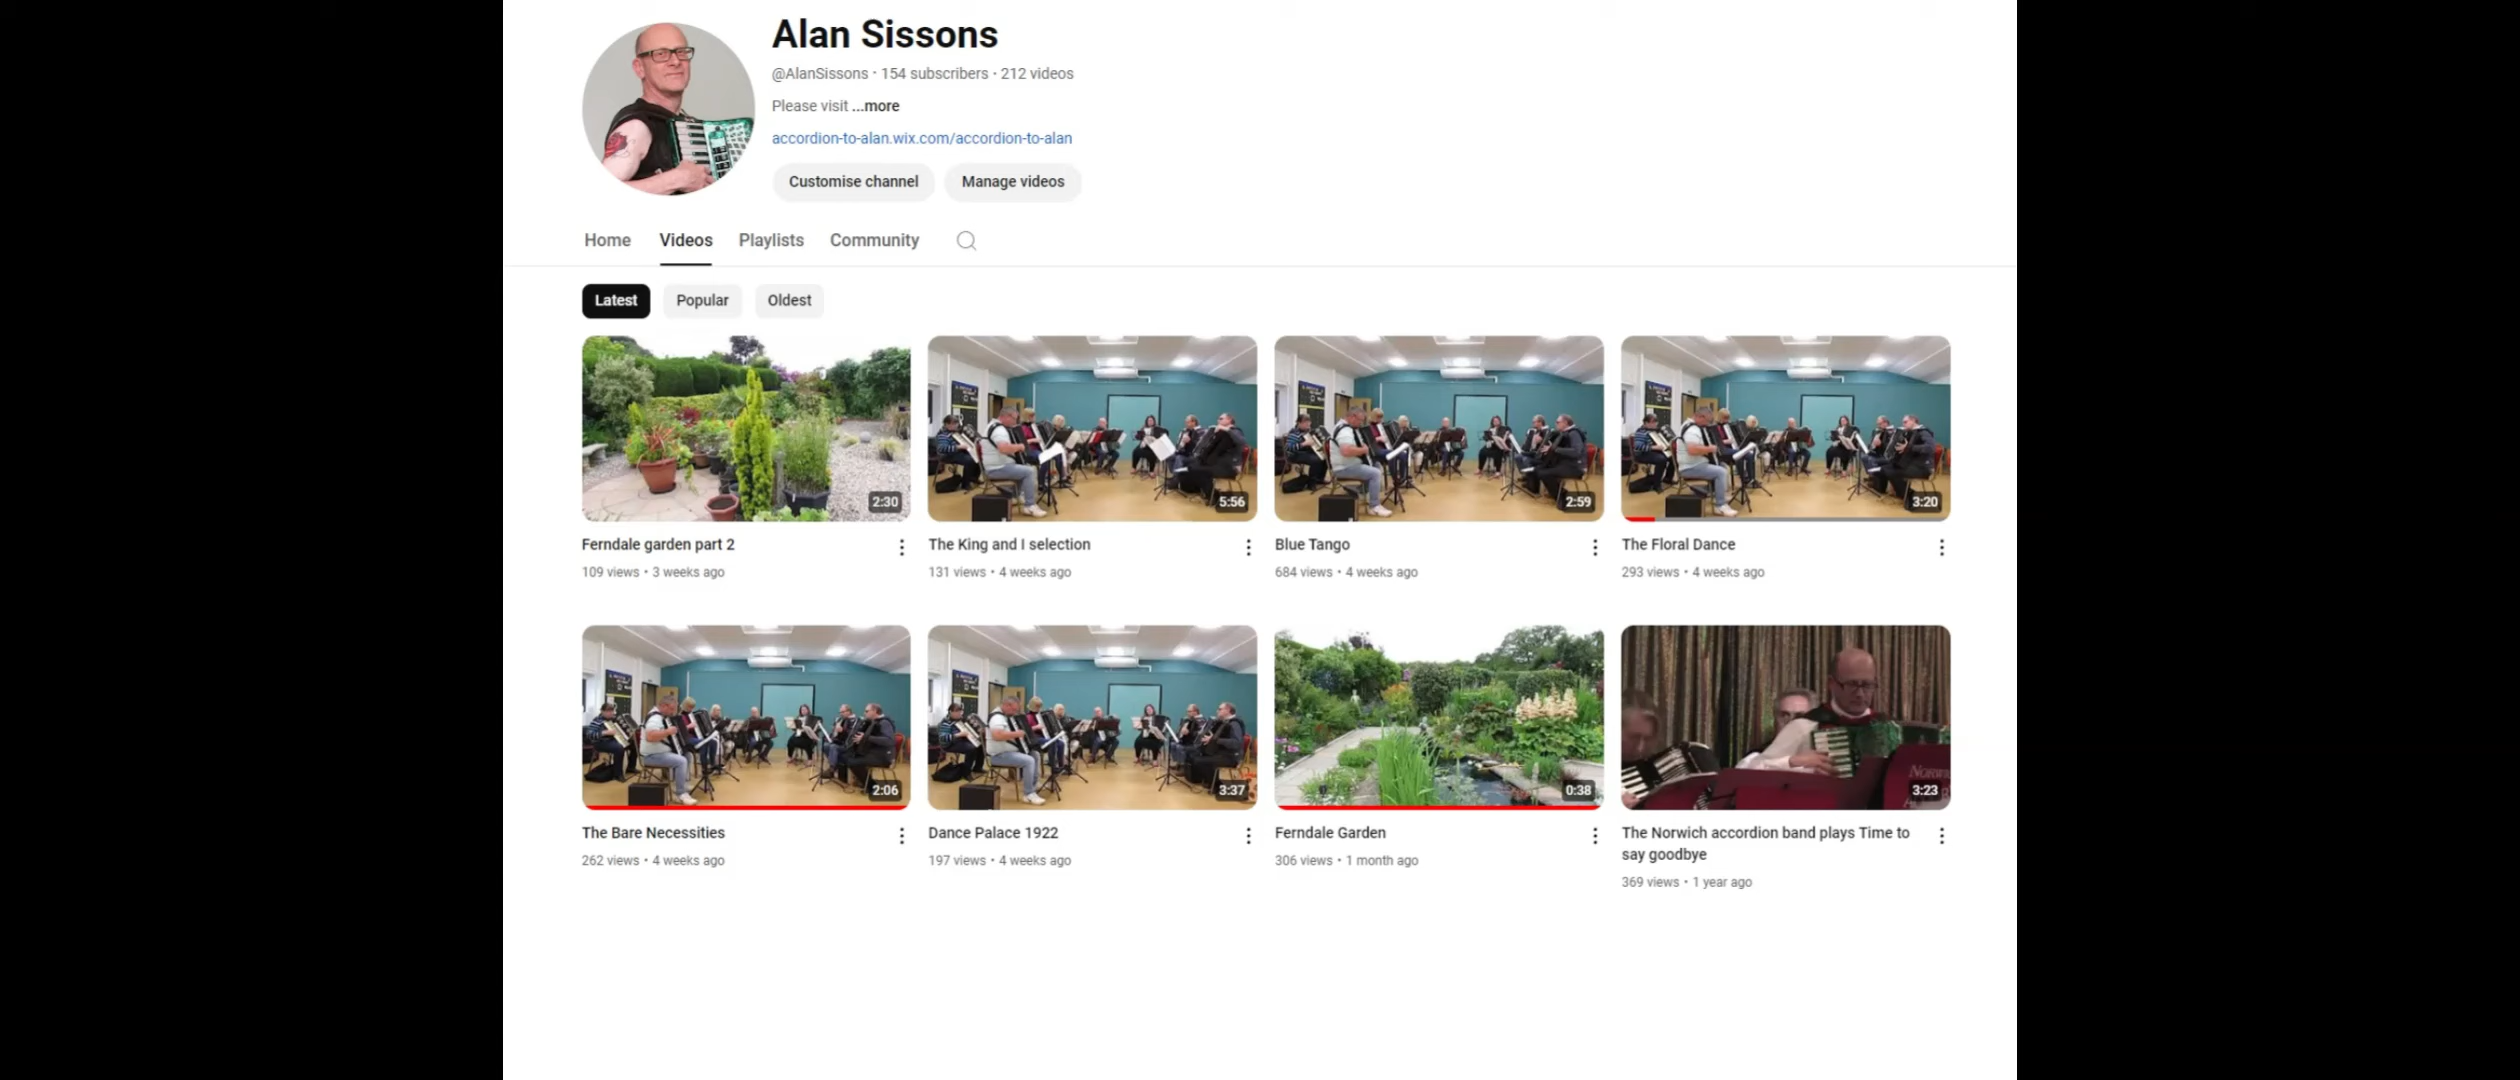 Alan Sissons
@AlanSissons · 154 subscribers · 212 videos
Please visit ...more
accordion-to-alan.wix.com/accordion-to-alan
Customise channel Manage videos
Home Videos Playlists Community
Latest Popular Oldest
2:30 5:56 2:59 3:20
Ferndale garden part 2
109 views · 3 weeks ago
The King and I selection
131 views · 4 weeks ago
Blue Tango
684 views · 4 weeks ago
The Floral Dance
293 views · 4 weeks ago
2:06 3:37 0:38 3:23
The Bare Necessities
262 views · 4 weeks ago
Dance Palace 1922
197 views · 4 weeks ago
Ferndale Garden
306 views · 1 month ago
The Norwich accordion band plays Time to
say goodbye
369 views · 1 year ago